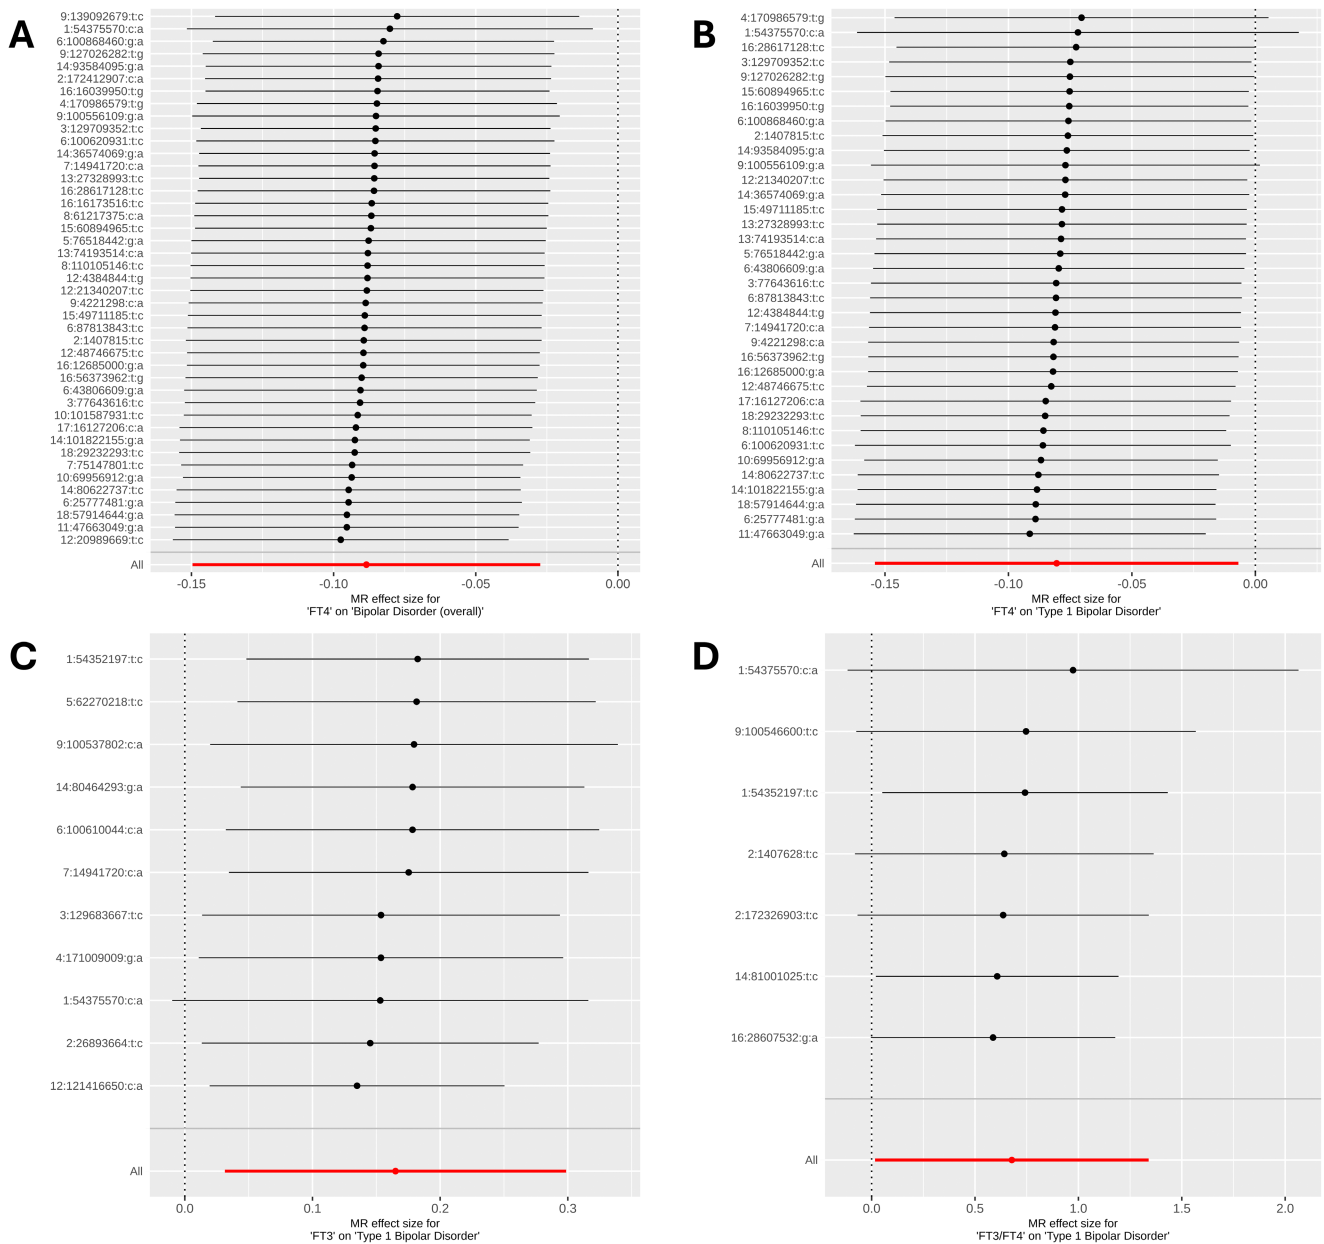 A
9:139092679:t:c
1:54375570:c:a
6:100868460:g:a
9:127026282:t:g
14:93584095:g:a
2:172412907:c:a
16:16039950:t:g
4:170986579:t:g
9:100556109:g:a
3:129709352:t:c
6:100620931:t:c
14:36574069:g:a
7:14941720:c:a
13:27328993:t:c
16:28617128:t:c
16:16173516:t:c
8:61217375:c:a
15:60894965:t:c
5:76518442:g:a
13:74193514:c:a
8:110105146:t:c
12:4384844:t:g
12:21340207:t:c
9:4221298:c:a
15:49711185:t:c
6:87813843:t:c
2:1407815:t:c
12:48746675:t:c
16:12685000:g:a
16:56373962:t:g
6:43806609:g:a
3:77643616:t:c
10:101587931:t:c
17:16127206:c:a
14:101822155:g:a
18:29232293:t:c
7:75147801:t:c
10:69956912:g:a
14:80622737:t:c
6:25777481:g:a
18:57914644:g:a
11:47663049:g:a
12:20989669:t:c
All
-0.15 -0.10 -0.05 0.00
MR effect size for
'FT4' on 'Bipolar Disorder (overall)'
B
4:170986579:t:g
1:54375570:c:a
16:28617128:t:c
3:129709352:t:c
9:127026282:t:g
15:60894965:t:c
16:16039950:t:g
6:100868460:g:a
2:1407815:t:c
14:93584095:g:a
9:100556109:g:a
12:21340207:t:c
14:36574069:g:a
15:49711185:t:c
13:27328993:t:c
13:74193514:c:a
5:76518442:g:a
6:43806609:g:a
3:77643616:t:c
6:87813843:t:c
12:4384844:t:g
7:14941720:c:a
9:4221298:c:a
16:56373962:t:g
16:12685000:g:a
12:48746675:t:c
17:16127206:c:a
18:29232293:t:c
8:110105146:t:c
6:100620931:t:c
10:69956912:g:a
14:80622737:t:c
14:101822155:g:a
18:57914644:g:a
6:25777481:g:a
11:47663049:g:a
All
-0.15 -0.10 -0.05 0.00
MR effect size for
'FT4' on 'Type 1 Bipolar Disorder'
C
1:54352197:t:c
5:62270218:t:c
9:100537802:c:a
14:80464293:g:a
6:100610044:c:a
7:14941720:c:a
3:129683667:t:c
4:171009009:g:a
1:54375570:c:a
2:26893664:t:c
12:121416650:c:a
All
0.0 0.1 0.2 0.3
MR effect size for
'FT3' on 'Type 1 Bipolar Disorder'
D
1:54375570:c:a
9:100546600:t:c
1:54352197:t:c
2:1407628:t:c
2:172326903:t:c
14:81001025:t:c
16:28607532:g:a
All
0.0 0.5 1.0 1.5 2.0
MR effect size for
'FT3/FT4' on 'Type 1 Bipolar Disorder'